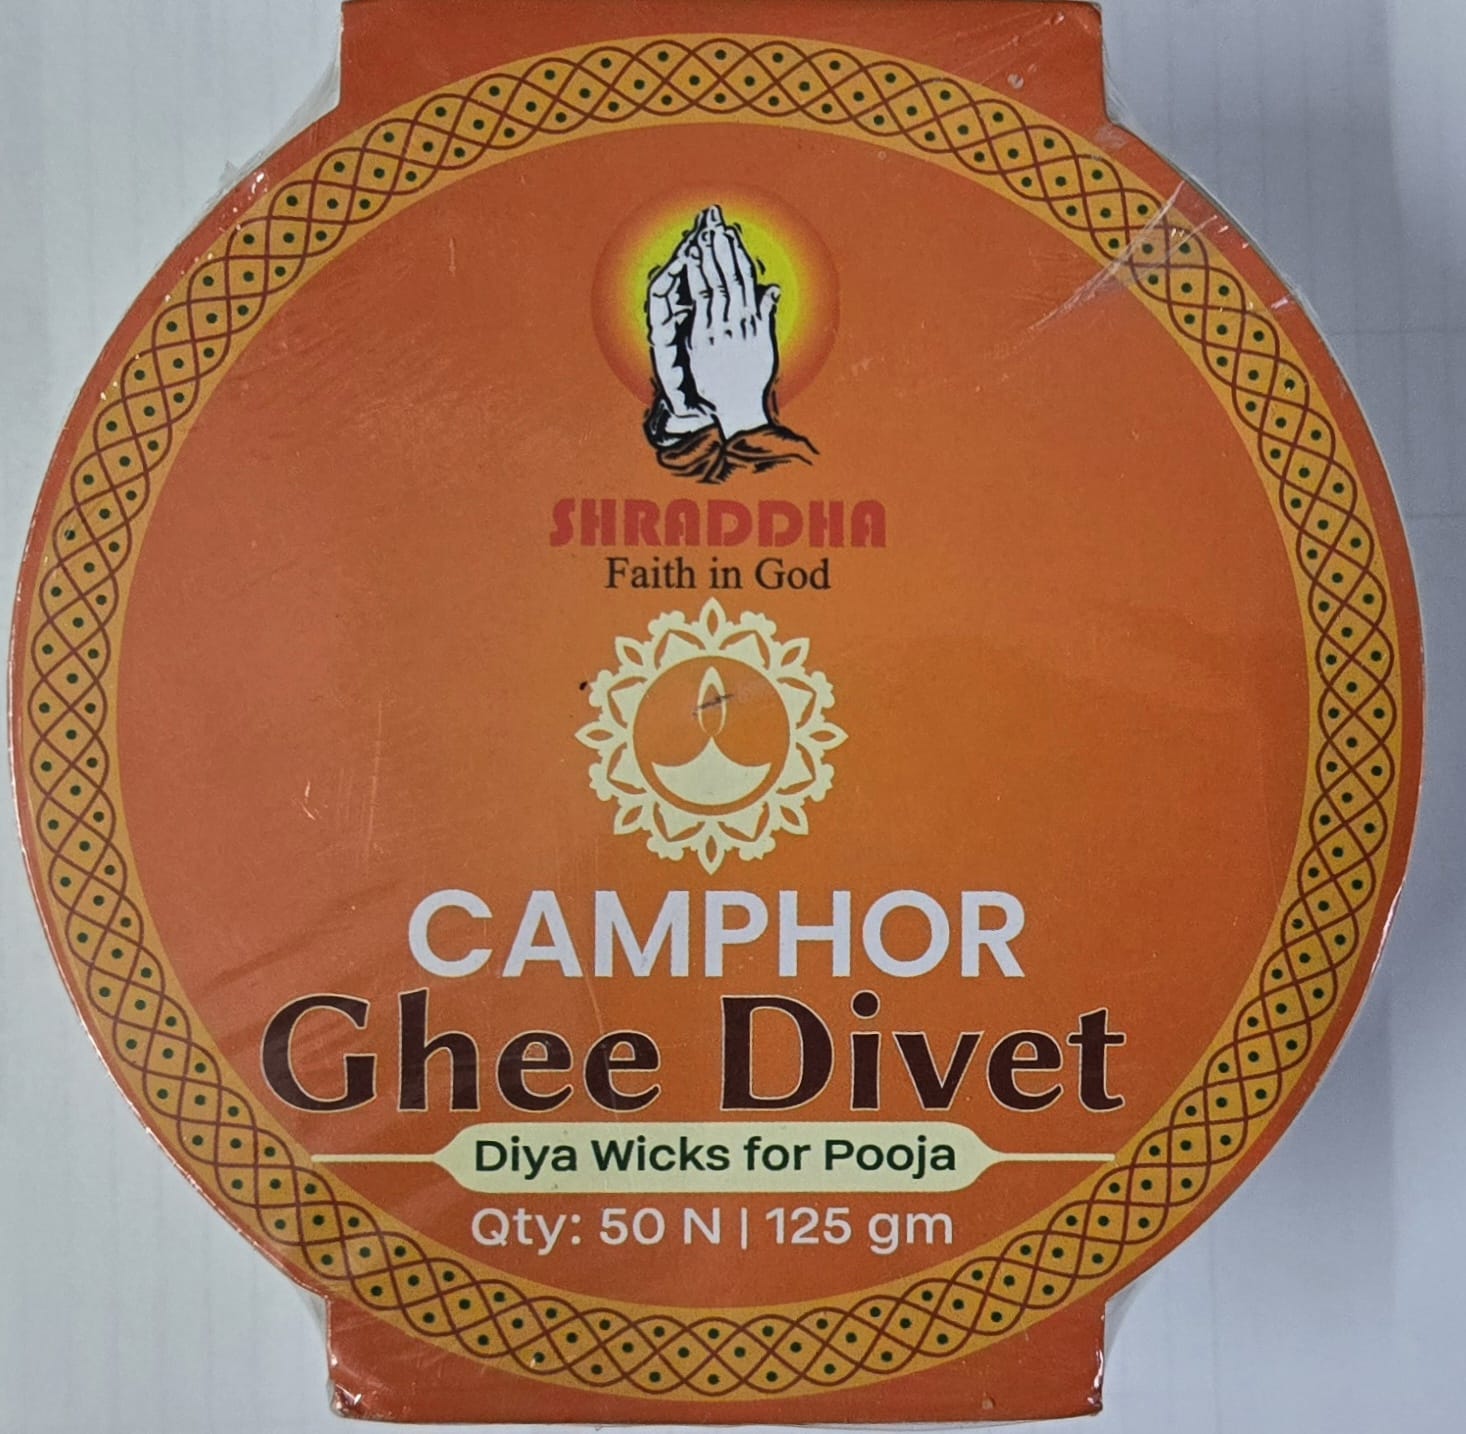 SHRADDHA
Faith in God
CAMPHOR
Ghee Divet
Diya Wicks for Pooja
Qty: 50 N | 125 gm